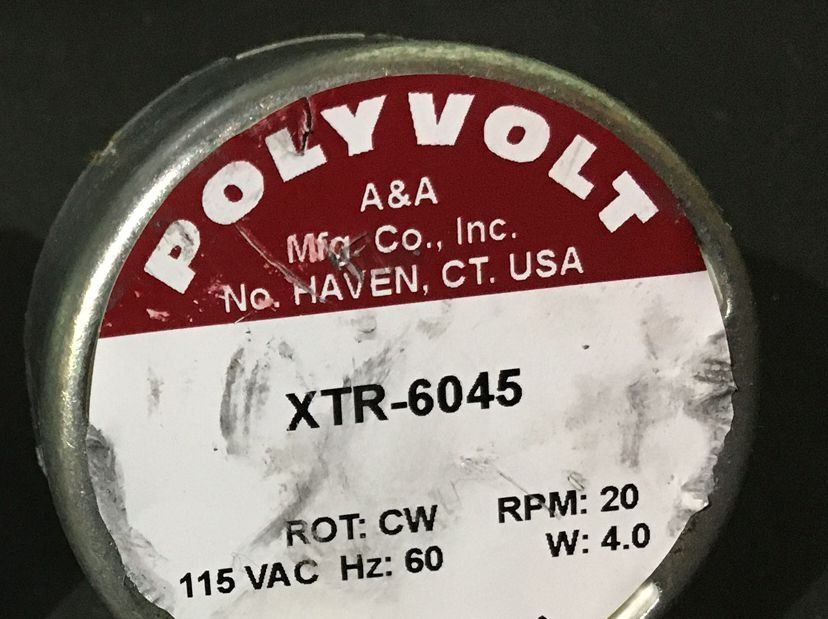 POLYVOLT
A&A
Mfg. Co., Inc.
No. HAVEN, CT. USA
XTR-6045
ROT: CW RPM: 20
115 VAC Hz: 60 W: 4.0